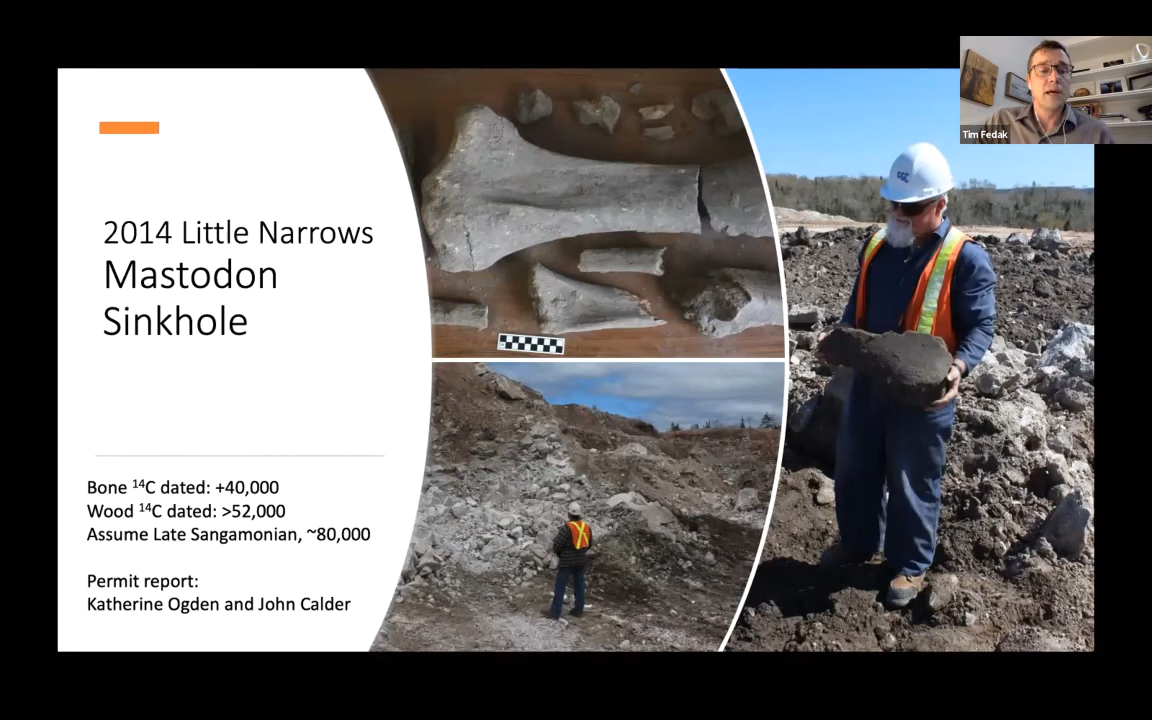 2014 Little Narrows
Mastodon
Sinkhole
Bone ¹⁴C dated: +40,000
Wood ¹⁴C dated: >52,000
Assume Late Sangamonian, ~80,000
Permit report:
Katherine Ogden and John Calder
CGC
Tim Fedak